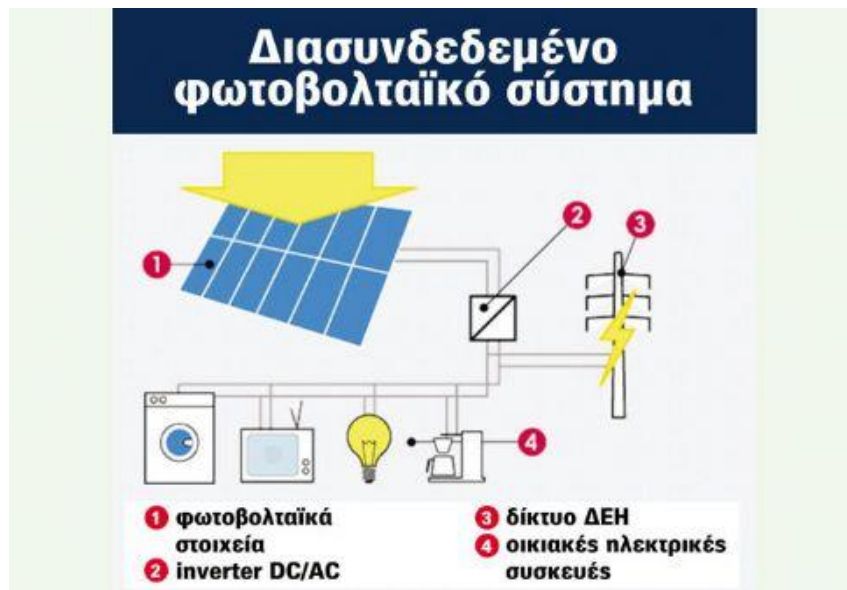 Διασυνδεδεμένο
φωτοβολταϊκό σύστημα
1
2
3
4
1 φωτοβολταϊκά
στοιχεία
2 inverter DC/AC
3 δίκτυο ΔΕΗ
4 οικιακές ηλεκτρικές
συσκευές